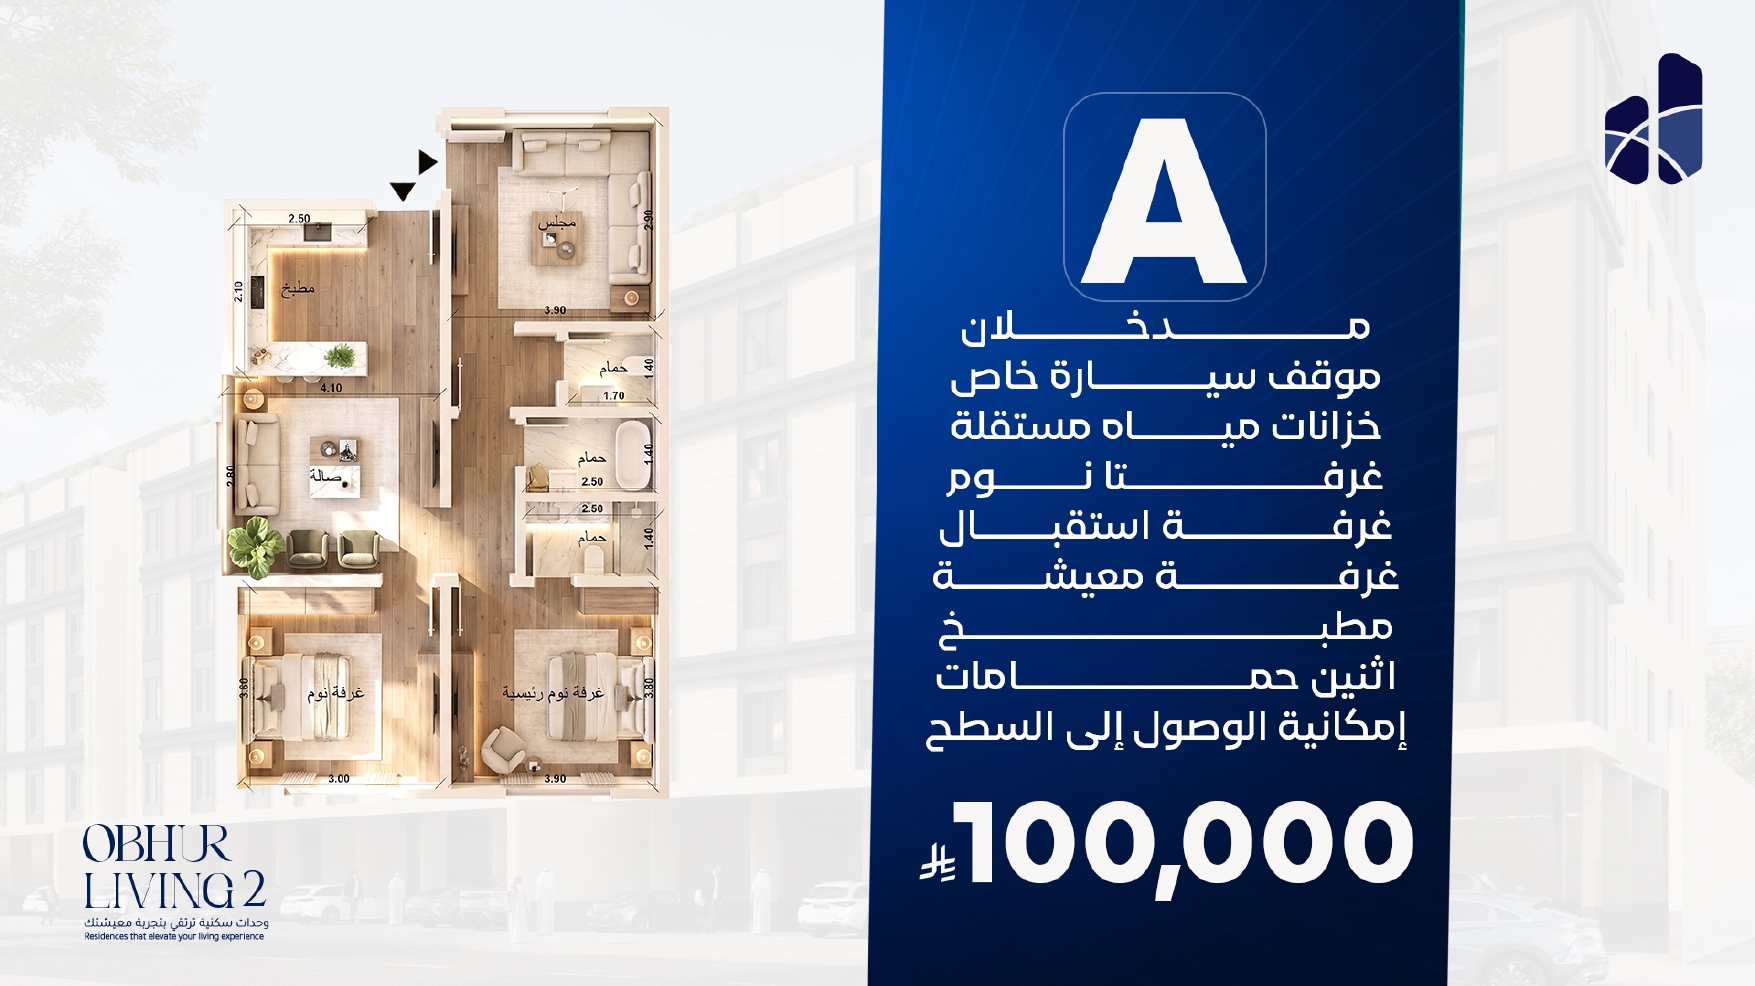 A
مدخلان
موقف سيارة خاص
خزانات مياه مستقلة
غرفتا نوم
غرفة استقبال
غرفة معيشة
مطبخ
اثنين حمامات
إمكانية الوصول إلى السطح
100,000
مجلس
2.90
3.90
2.50
2.10
مطبخ
حمام
1.40
1.70
4.10
صالة
2.80
حمام
1.40
2.50
2.50
حمام
1.40
غرفة نوم
3.80
3.00
غرفة نوم رئيسية
3.80
3.90
OBHUR
LIVING 2
وحدات سكنية ترتقي بتجربة معيشتك
Residences that elevate your living experience